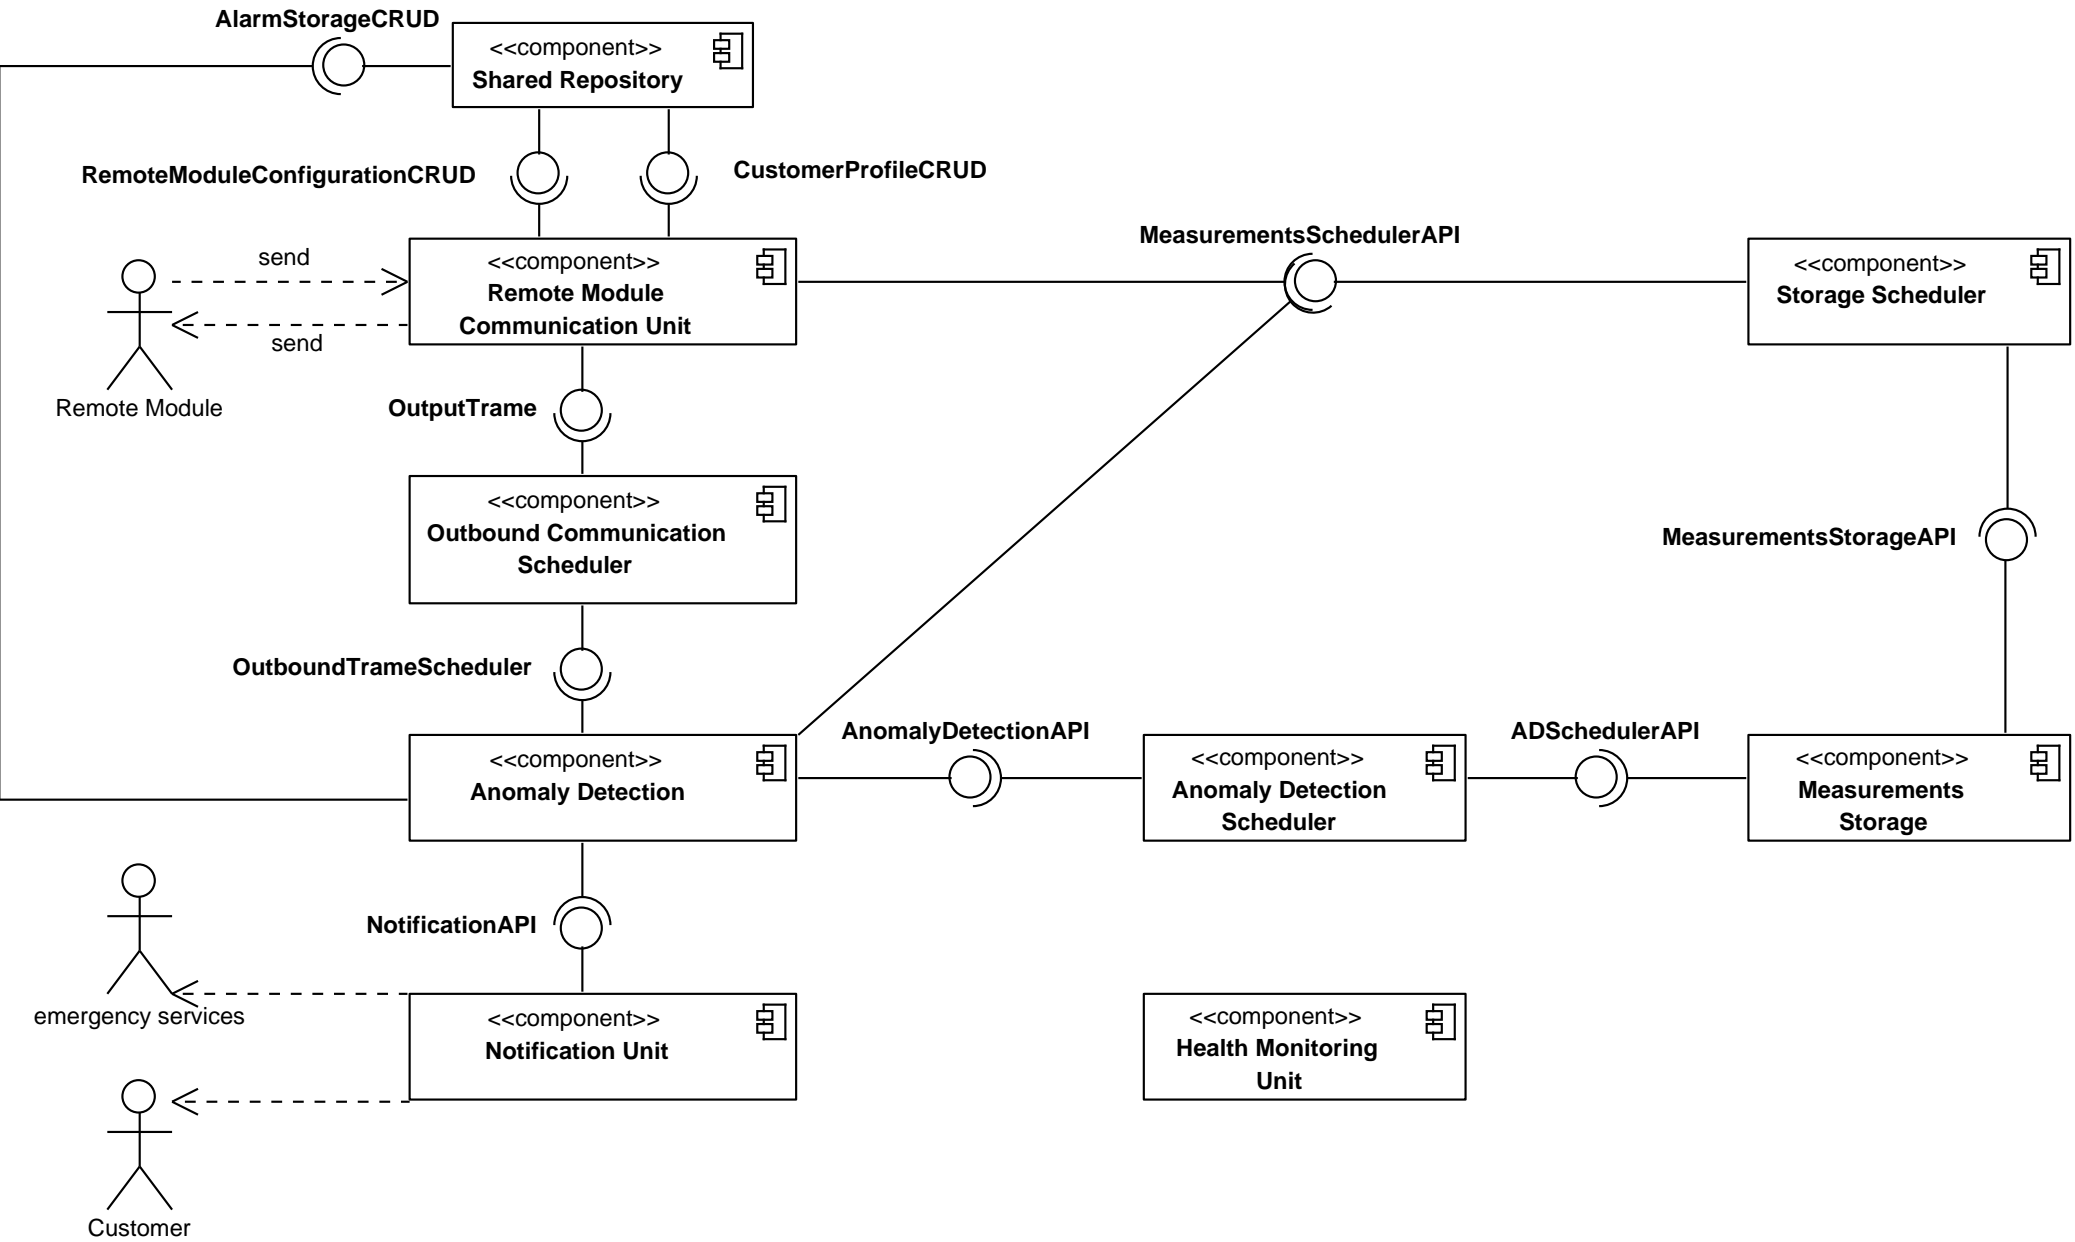 AlarmStorageCRUD
<<component>>
Shared Repository
RemoteModuleConfigurationCRUD
CustomerProfileCRUD
MeasurementsSchedulerAPI
send
send
Remote Module
<<component>>
Remote Module
Communication Unit
<<component>>
Storage Scheduler
OutputTrame
<<component>>
Outbound Communication
Scheduler
MeasurementsStorageAPI
OutboundTrameScheduler
<<component>>
Anomaly Detection
AnomalyDetectionAPI
<<component>>
Anomaly Detection
Scheduler
ADSchedulerAPI
<<component>>
Measurements
Storage
NotificationAPI
emergency services
<<component>>
Notification Unit
<<component>>
Health Monitoring
Unit
Customer